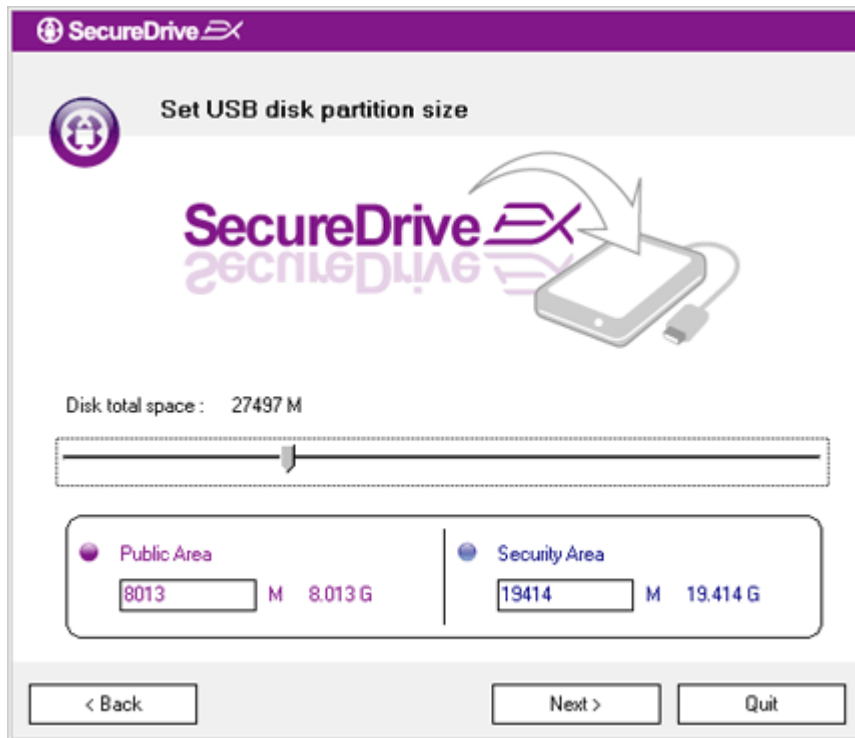 SecureDrive EX
Set USB disk partition size
SecureDrive EX
Disk total space : 27497 M
Public Area
8013 M 8.013 G
Security Area
19414 M 19.414 G
< Back
Next >
Quit